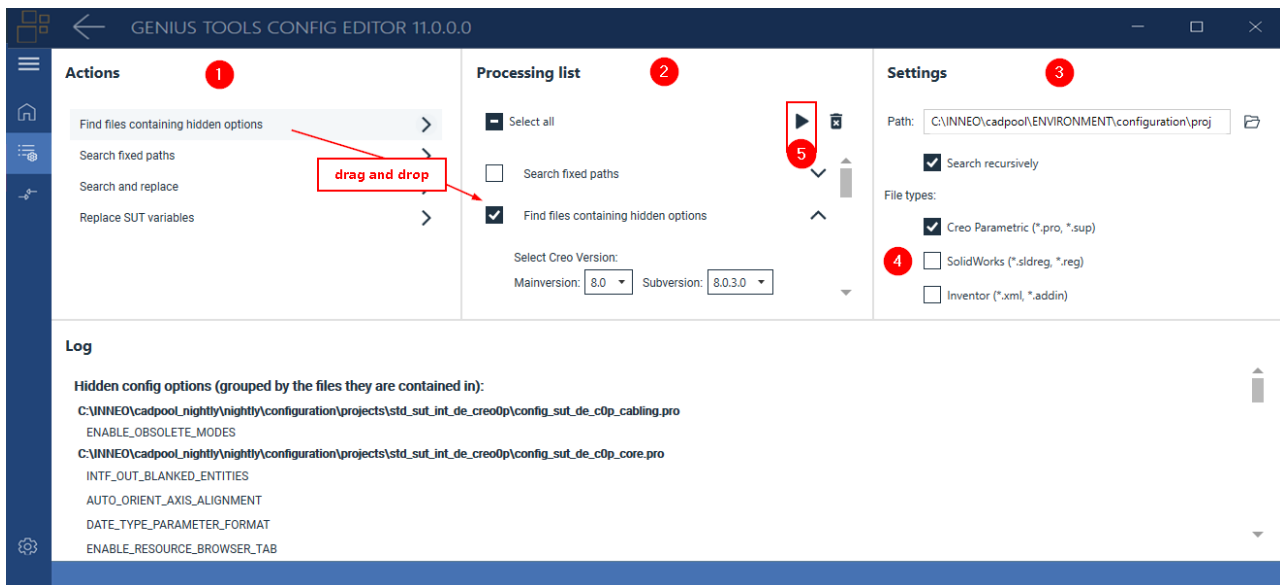 GENIUS TOOLS CONFIG EDITOR 11.0.0.0
Actions
1
Find files containing hidden options
Search fixed paths
Search and replace
Replace SUT variables
drag and drop
Processing list
2
Select all
5
Search fixed paths
Find files containing hidden options
Select Creo Version:
Mainversion: 8.0 Subversion: 8.0.3.0
Settings
3
Path: C:\INNEO\cadpool\ENVIRONMENT\configuration\proj
Search recursively
File types:
Creo Parametric (*.pro, *.sup)
4
SolidWorks (*.sldreg, *.reg)
Inventor (*.xml, *.addin)
Log
Hidden config options (grouped by the files they are contained in):
C:\INNEO\cadpool_nightly\nightly\configuration\projects\std_sut_int_de_creo0p\config_sut_de_c0p_cabling.pro
ENABLE_OBSOLETE_MODES
C:\INNEO\cadpool_nightly\nightly\configuration\projects\std_sut_int_de_creo0p\config_sut_de_c0p_core.pro
INTF_OUT_BLANKED_ENTITIES
AUTO_ORIENT_AXIS_ALIGNMENT
DATE_TYPE_PARAMETER_FORMAT
ENABLE_RESOURCE_BROWSER_TAB